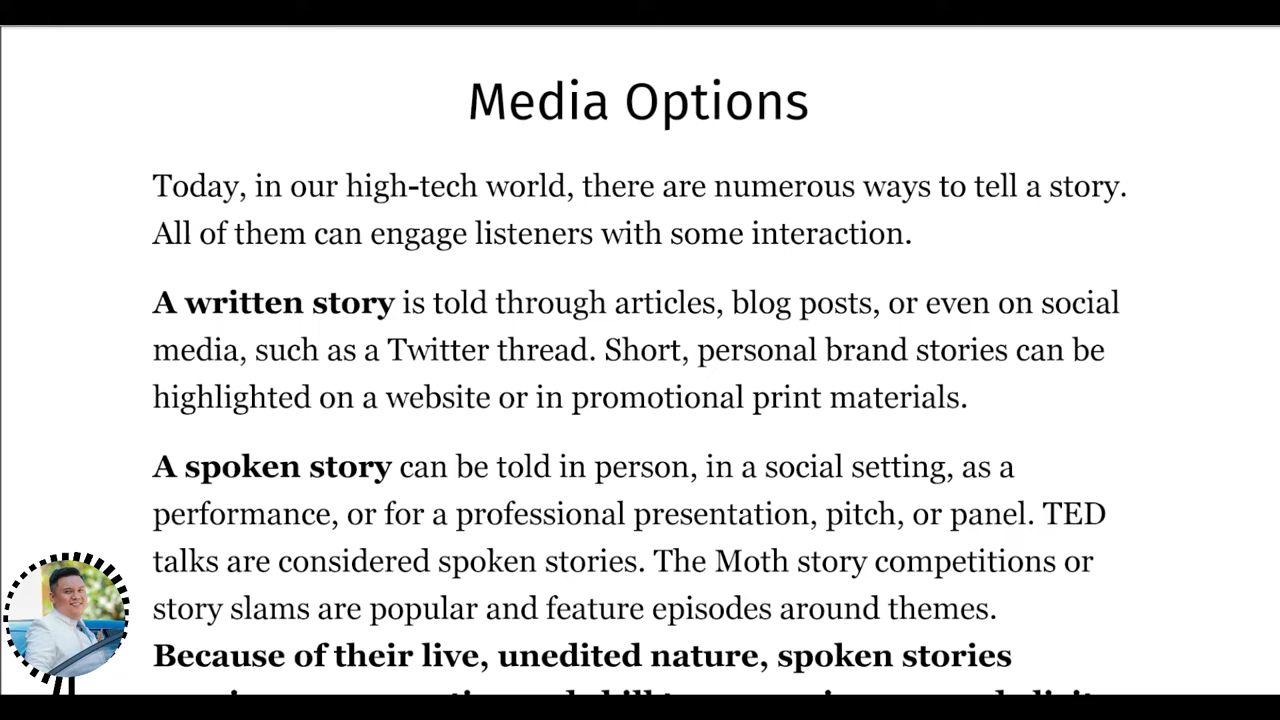 Media Options
Today, in our high-tech world, there are numerous ways to tell a story.
All of them can engage listeners with some interaction.
A written story is told through articles, blog posts, or even on social
media, such as a Twitter thread. Short, personal brand stories can be
highlighted on a website or in promotional print materials.
A spoken story can be told in person, in a social setting, as a
performance, or for a professional presentation, pitch, or panel. TED
talks are considered spoken stories. The Moth story competitions or
story slams are popular and feature episodes around themes.
Because of their live, unedited nature, spoken stories